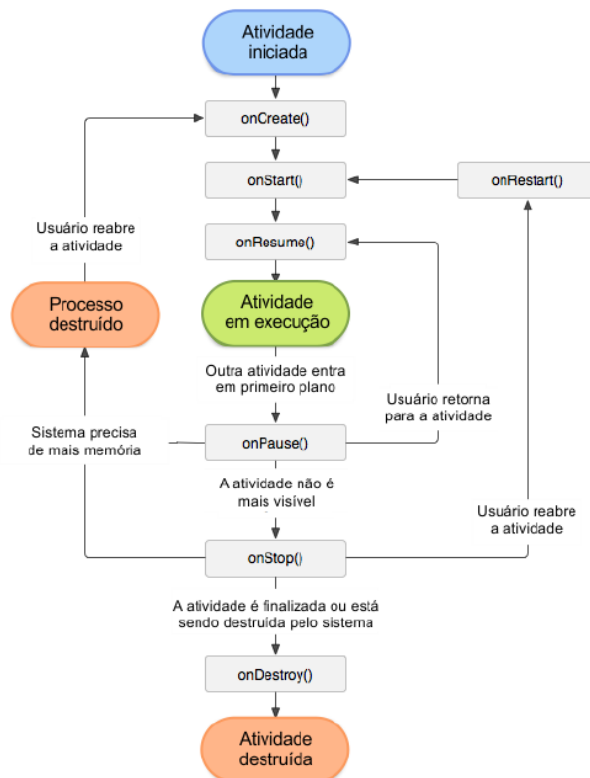 Atividade
iniciada
onCreate()
onStart()
onRestart()
Usuário reabre
a atividade
onResume()
Processo
destruído
Atividade
em execução
Outra atividade entra
em primeiro plano
Usuário retorna
para a atividade
Sistema precisa
de mais memória
onPause()
A atividade não é
mais visível
Usuário reabre
a atividade
onStop()
A atividade é finalizada ou está
sendo destruída pelo sistema
onDestroy()
Atividade
destruída